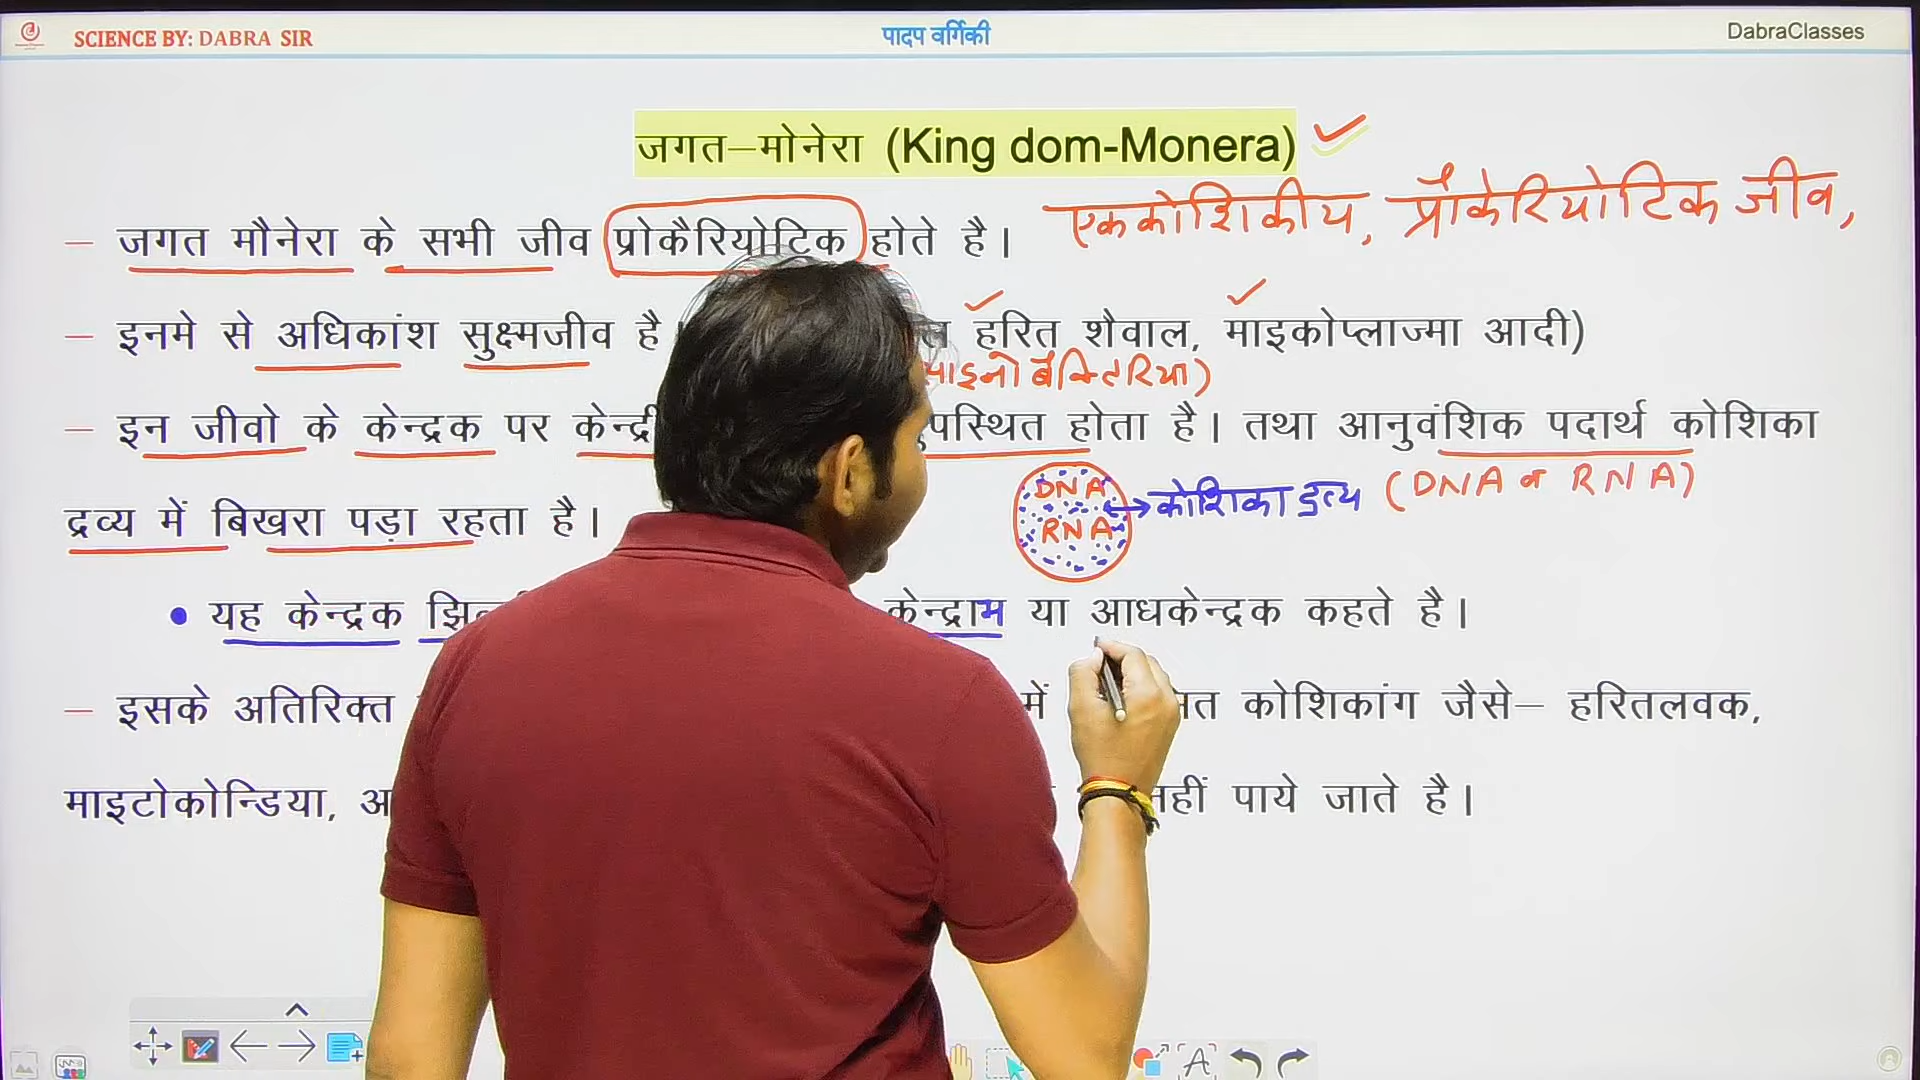 SCIENCE BY: DABRA SIR
पादप वर्गिकी
DabraClasses
जगत–मोनेरा (King dom-Monera)
– जगत मौनेरा के सभी जीव प्रोकैरियोटिक होते है।
एककोशिकीय, प्रौकेरियोटिक जीव,
– इनमे से अधिकांश सुक्ष्मजीव है हरित शैवाल, माइकोप्लाज्मा आदी)
– इन जीवो के केन्द्रक पर होता है। तथा आनुवंशिक पदार्थ कोशिका
DNA
RNA
कोशिका द्रव्य
(DNA व RNA)
द्रव्य में बिखरा पड़ा रहता है।
• यह केन्द्रक केन्द्राभ या आधकेन्द्रक कहते है।
– इसके अतिरिक्त में कोशिकांग जैसे– हरितलवक,
माइटोकोन्डिया, नहीं पाये जाते है।